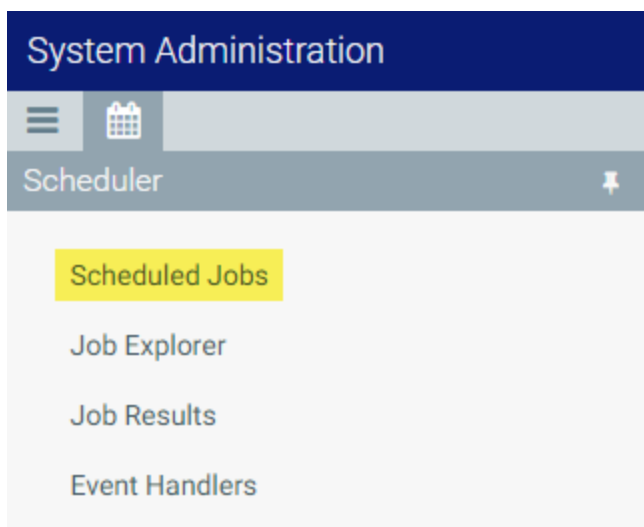 System Administration
Scheduler
Scheduled Jobs
Job Explorer
Job Results
Event Handlers